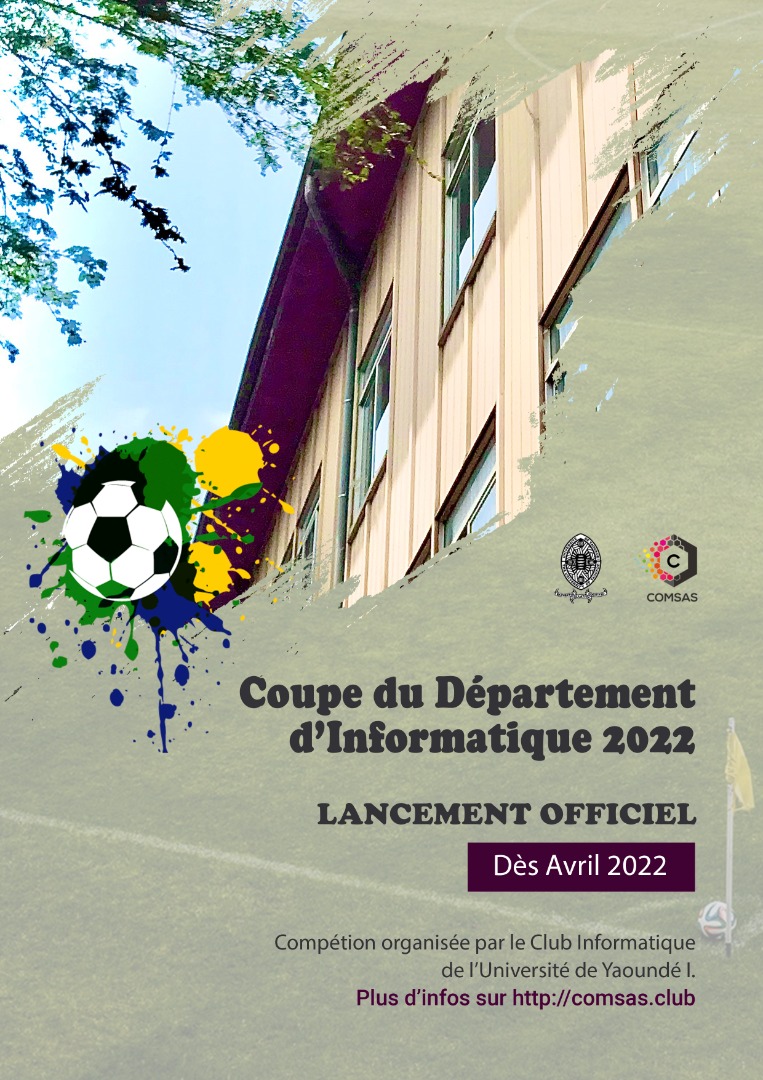 C
COMSAS
Coupe du Département
d’Informatique 2022
LANCEMENT OFFICIEL
Dès Avril 2022
Compétion organisée par le Club Informatique
de l’Université de Yaoundé I.
Plus d’infos sur http://comsas.club